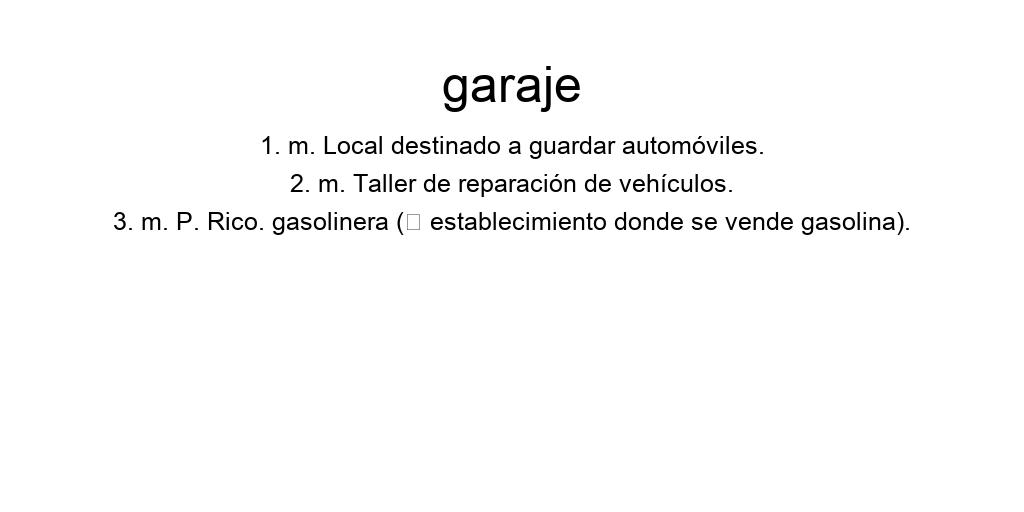 garaje
1. m. Local destinado a guardar automóviles.
2. m. Taller de reparación de vehículos.
3. m. P. Rico. gasolinera (□ establecimiento donde se vende gasolina).